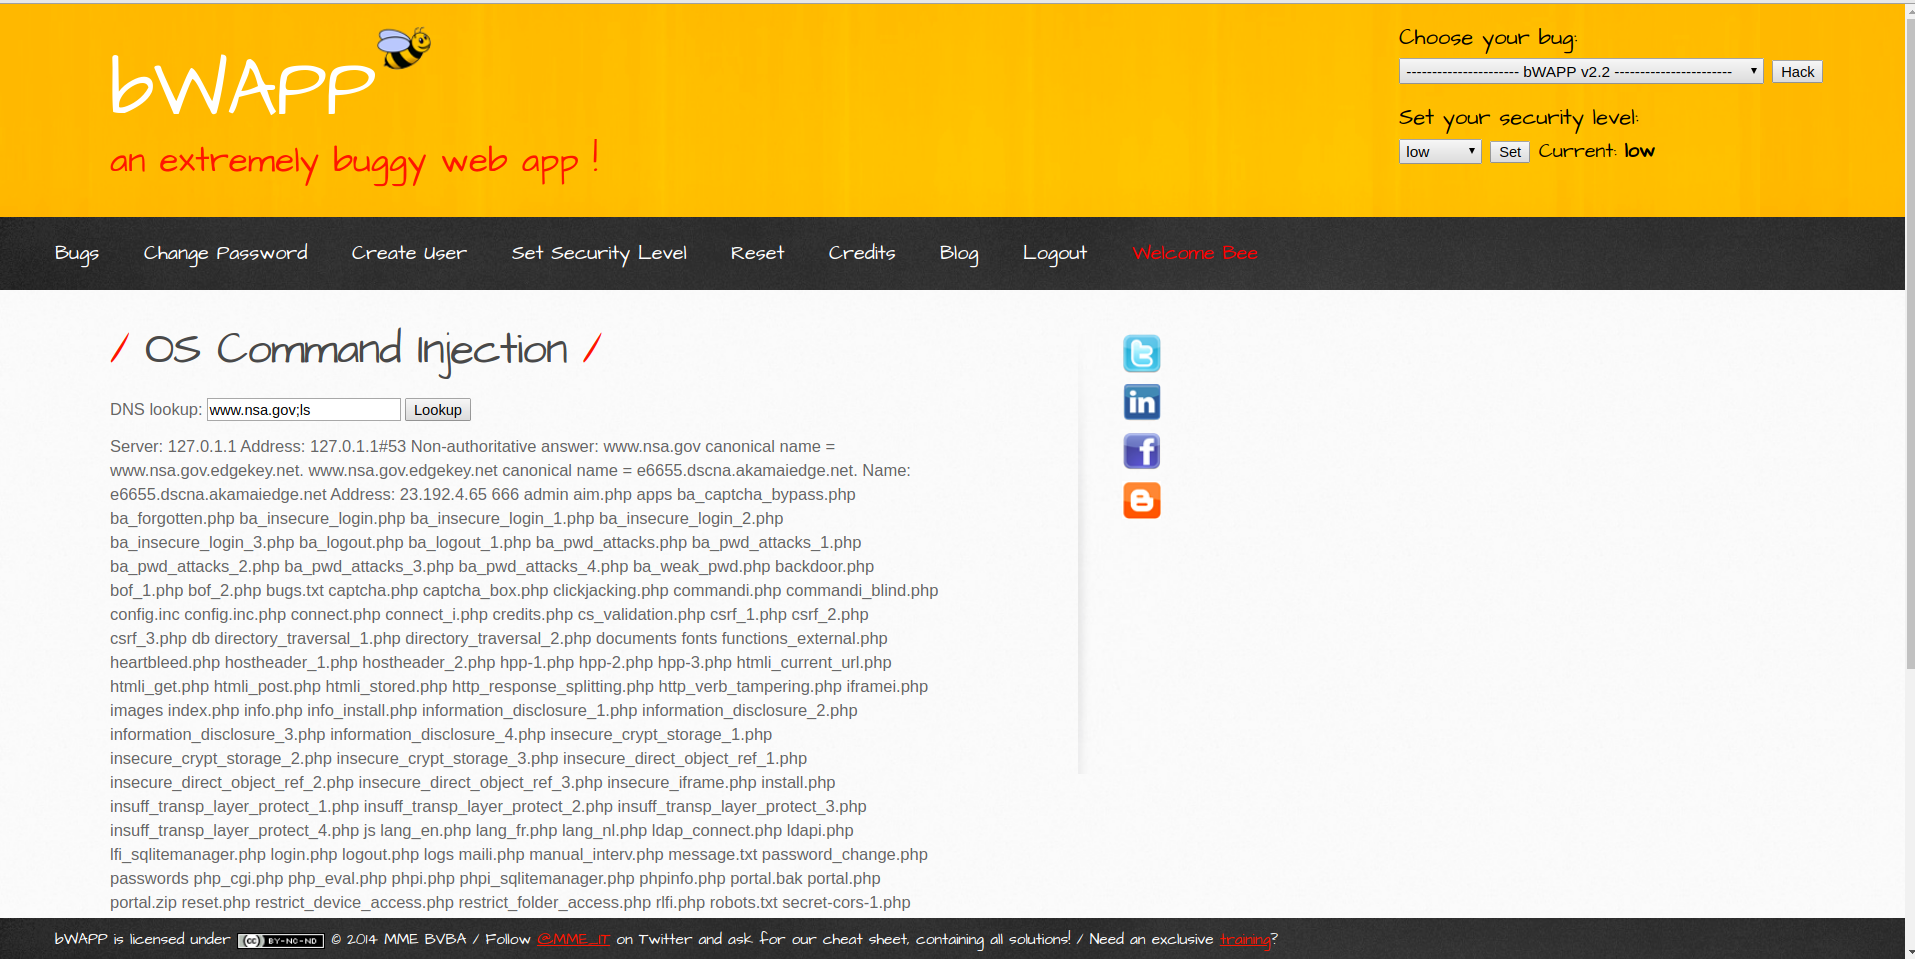 bWAPP
an extremely buggy web app !
Choose your bug:
---------------------- bWAPP v2.2 ----------------------- Hack
Set your security level:
low Set Current: low
Bugs Change Password Create User Set Security Level Reset Credits Blog Logout Welcome Bee
/ OS Command Injection /
DNS lookup: www.nsa.gov;ls Lookup
Server: 127.0.1.1 Address: 127.0.1.1#53 Non-authoritative answer: www.nsa.gov canonical name =
www.nsa.gov.edgekey.net. www.nsa.gov.edgekey.net canonical name = e6655.dscna.akamaiedge.net. Name:
e6655.dscna.akamaiedge.net Address: 23.192.4.65 666 admin aim.php apps ba_captcha_bypass.php
ba_forgotten.php ba_insecure_login.php ba_insecure_login_1.php ba_insecure_login_2.php
ba_insecure_login_3.php ba_logout.php ba_logout_1.php ba_pwd_attacks.php ba_pwd_attacks_1.php
ba_pwd_attacks_2.php ba_pwd_attacks_3.php ba_pwd_attacks_4.php ba_weak_pwd.php backdoor.php
bof_1.php bof_2.php bugs.txt captcha.php captcha_box.php clickjacking.php commandi.php commandi_blind.php
config.inc config.inc.php connect.php connect_i.php credits.php cs_validation.php csrf_1.php csrf_2.php
csrf_3.php db directory_traversal_1.php directory_traversal_2.php documents fonts functions_external.php
heartbleed.php hostheader_1.php hostheader_2.php hpp-1.php hpp-2.php hpp-3.php htmli_current_url.php
htmli_get.php htmli_post.php htmli_stored.php http_response_splitting.php http_verb_tampering.php iframei.php
images index.php info.php info_install.php information_disclosure_1.php information_disclosure_2.php
information_disclosure_3.php information_disclosure_4.php insecure_crypt_storage_1.php
insecure_crypt_storage_2.php insecure_crypt_storage_3.php insecure_direct_object_ref_1.php
insecure_direct_object_ref_2.php insecure_direct_object_ref_3.php insecure_iframe.php install.php
insuff_transp_layer_protect_1.php insuff_transp_layer_protect_2.php insuff_transp_layer_protect_3.php
insuff_transp_layer_protect_4.php js lang_en.php lang_fr.php lang_nl.php ldap_connect.php ldapi.php
lfi_sqlitemanager.php login.php logout.php logs maili.php manual_interv.php message.txt password_change.php
passwords php_cgi.php php_eval.php phpi.php phpi_sqlitemanager.php phpinfo.php portal.bak portal.php
portal.zip reset.php restrict_device_access.php restrict_folder_access.php rlfi.php robots.txt secret-cors-1.php
bWAPP is licensed under cc BY-NC-ND © 2014 MME BVBA / Follow @MME_IT on Twitter and ask for our cheat sheet, containing all solutions! / Need an exclusive training?